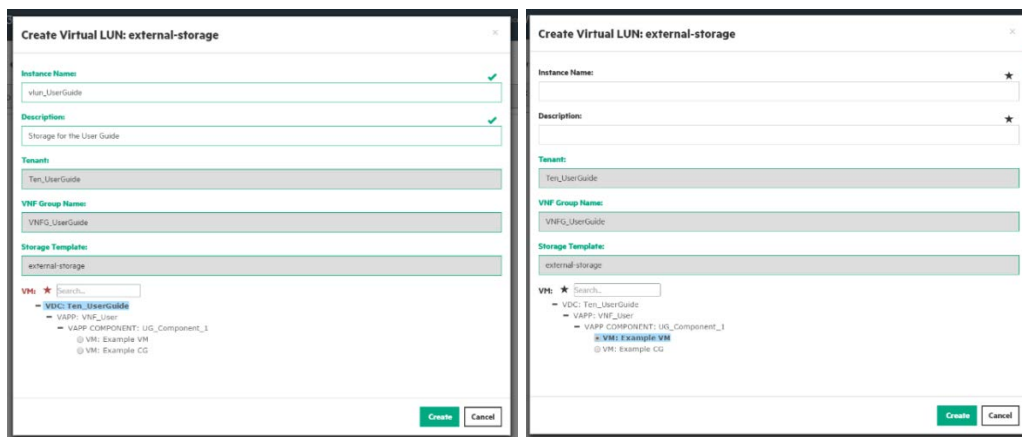 Create Virtual LUN: external-storage
Instance Name:
vlun_UserGuide
Description:
Storage for the User Guide
Tenant:
Ten_UserGuide
VNF Group Name:
VNFG_UserGuide
Storage Template:
external-storage
VM: ★ Search...
VDC: Ten_UserGuide
VAPP: VNF_User
VAPP COMPONENT: UG_Component_1
VM: Example VM
VM: Example CG
Create Cancel
Create Virtual LUN: external-storage
Instance Name:
Description:
Tenant:
Ten_UserGuide
VNF Group Name:
VNFG_UserGuide
Storage Template:
external-storage
VM: ★ Search...
VDC: Ten_UserGuide
VAPP: VNF_User
VAPP COMPONENT: UG_Component_1
VM: Example VM
VM: Example CG
Create Cancel